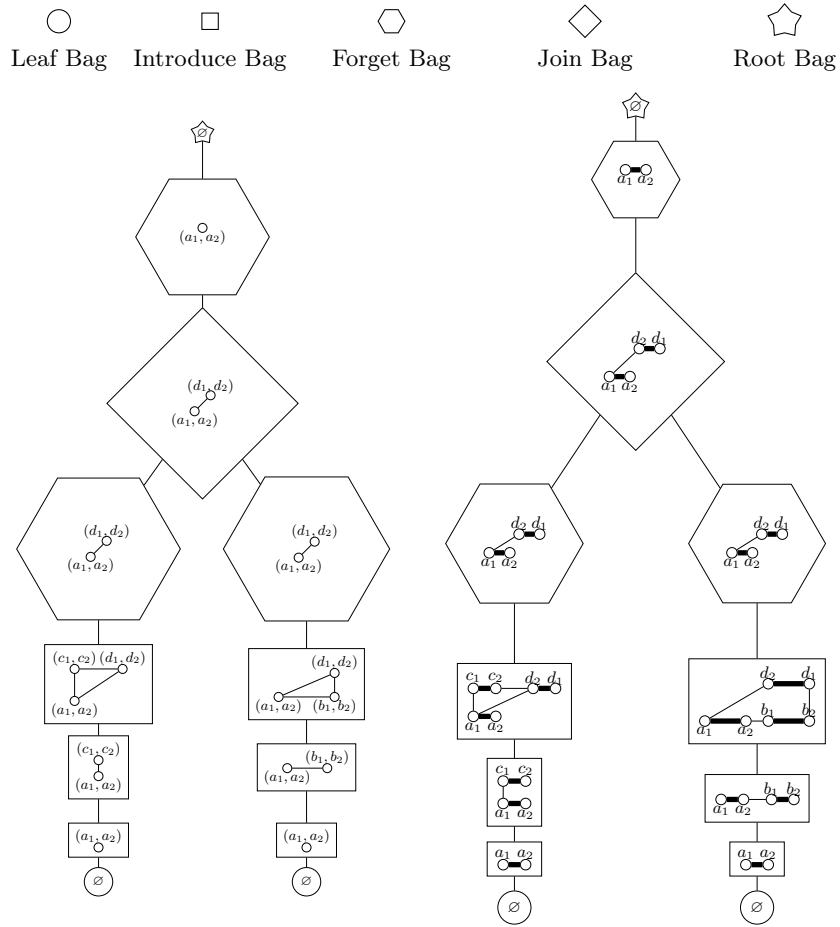 Leaf Bag Introduce Bag Forget Bag Join Bag Root Bag
∅
(a₁, a₂)
(d₁, d₂)
(a₁, a₂)
(d₁, d₂)
(a₁, a₂)
(d₁, d₂)
(a₁, a₂)
(c₁, c₂) (d₁, d₂)
(a₁, a₂)
(d₁, d₂)
(a₁, a₂) (b₁, b₂)
(c₁, c₂)
(a₁, a₂)
(b₁, b₂)
(a₁, a₂)
(a₁, a₂)
(a₁, a₂)
∅
∅
∅
a₁ a₂
d₂ d₁
a₁ a₂
d₂ d₁
a₁ a₂
d₂ d₁
a₁ a₂
c₁ c₂ d₂ d₁
a₁ a₂
d₂ d₁
a₁ a₂ b₁ b₂
c₁ c₂
a₁ a₂
b₁ b₂
a₁ a₂
a₁ a₂
a₁ a₂
∅
∅